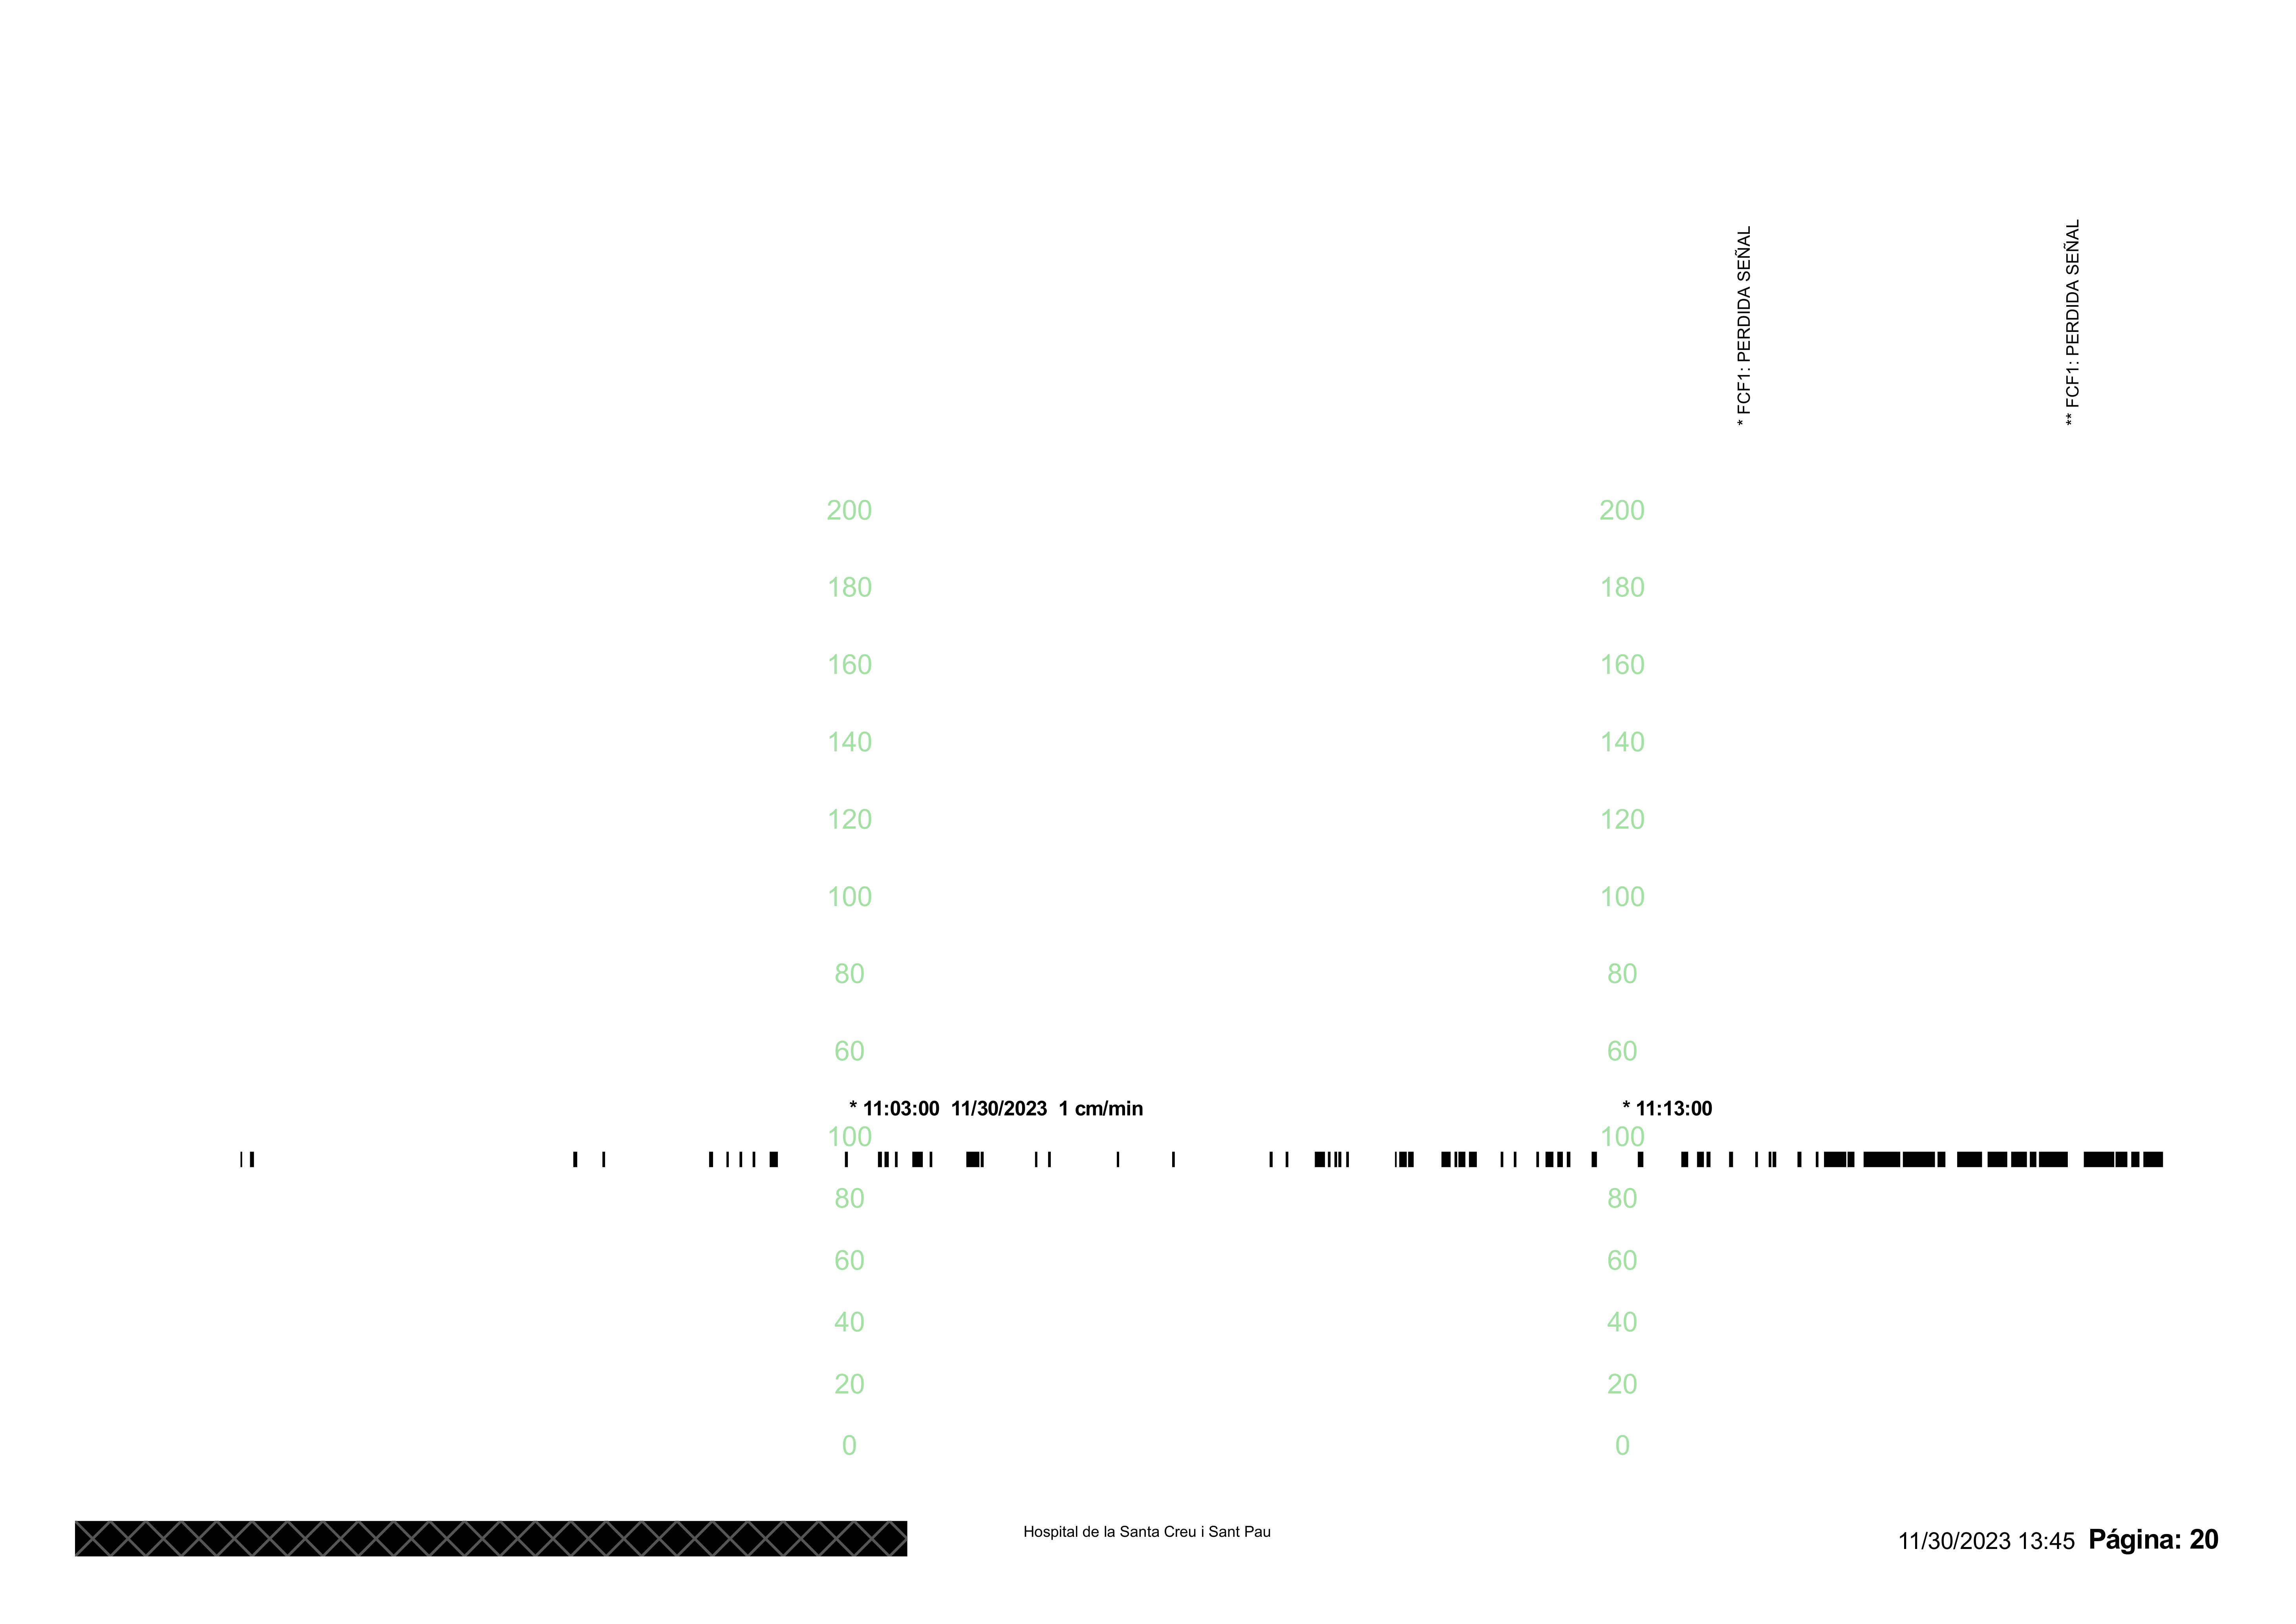 * FCF1: PERDIDA SEÑAL
** FCF1: PERDIDA SEÑAL
200 200
180 180
160 160
140 140
120 120
100 100
80 80
60 60
* 11:03:00 11/30/2023 1 cm/min * 11:13:00
100 100
80 80
60 60
40 40
20 20
0 0
Hospital de la Santa Creu i Sant Pau
11/30/2023 13:45 Página: 20